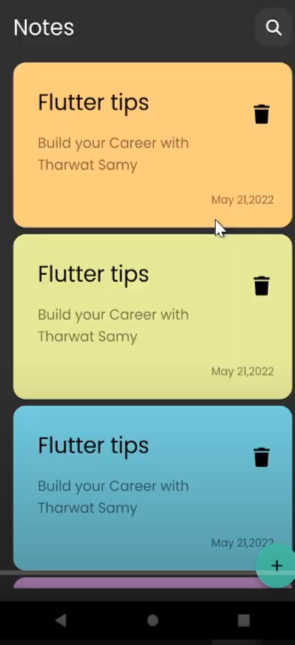 Notes
Flutter tips
Build your Career with
Tharwat Samy
May 21,2022
Flutter tips
Build your Career with
Tharwat Samy
May 21,2022
Flutter tips
Build your Career with
Tharwat Samy
May 21,2022
+